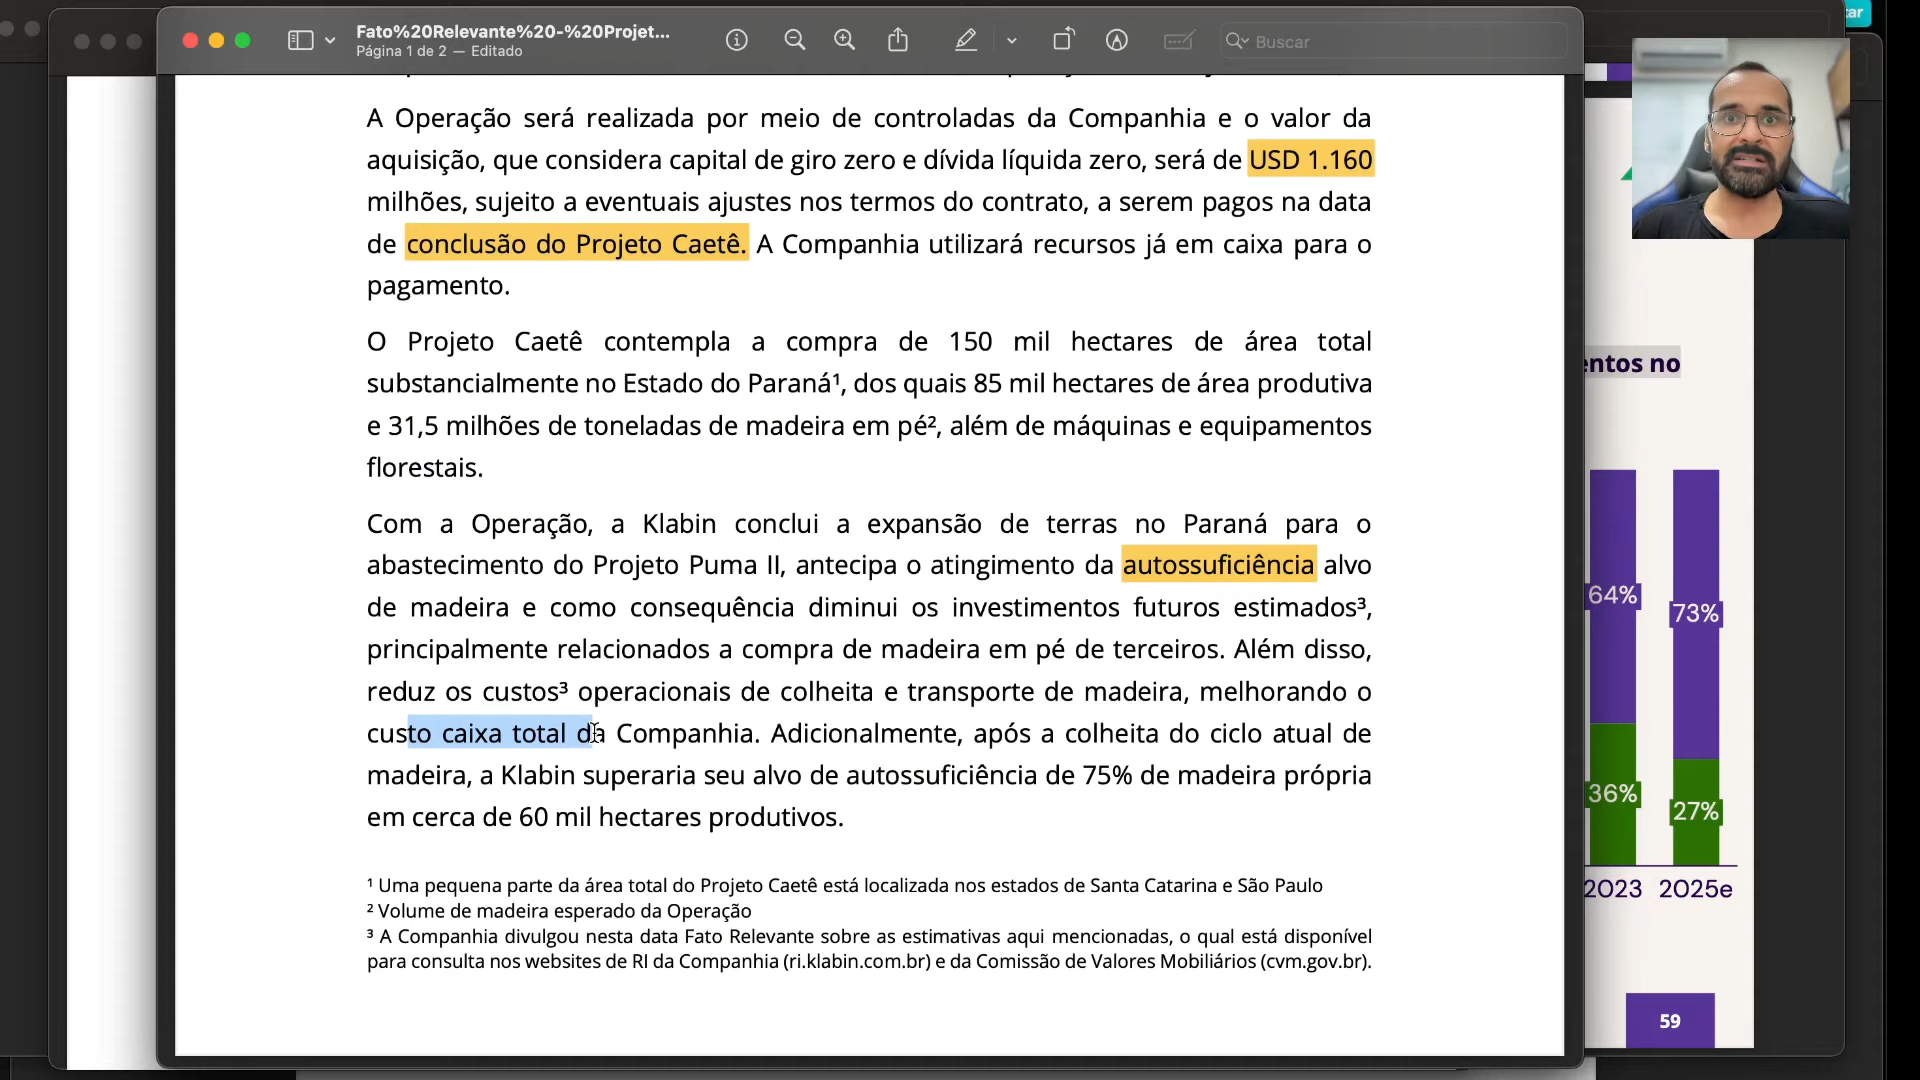 Fato%20Relevante%20-%20Projet...
Página 1 de 2 — Editado
Buscar
A Operação será realizada por meio de controladas da Companhia e o valor da
aquisição, que considera capital de giro zero e dívida líquida zero, será de USD 1.160
milhões, sujeito a eventuais ajustes nos termos do contrato, a serem pagos na data
de conclusão do Projeto Caetê. A Companhia utilizará recursos já em caixa para o
pagamento.
O Projeto Caetê contempla a compra de 150 mil hectares de área total
substancialmente no Estado do Paraná¹, dos quais 85 mil hectares de área produtiva
e 31,5 milhões de toneladas de madeira em pé², além de máquinas e equipamentos
florestais.
Com a Operação, a Klabin conclui a expansão de terras no Paraná para o
abastecimento do Projeto Puma II, antecipa o atingimento da autossuficiência alvo
de madeira e como consequência diminui os investimentos futuros estimados³,
principalmente relacionados a compra de madeira em pé de terceiros. Além disso,
reduz os custos³ operacionais de colheita e transporte de madeira, melhorando o
custo caixa total da Companhia. Adicionalmente, após a colheita do ciclo atual de
madeira, a Klabin superaria seu alvo de autossuficiência de 75% de madeira própria
em cerca de 60 mil hectares produtivos.
¹ Uma pequena parte da área total do Projeto Caetê está localizada nos estados de Santa Catarina e São Paulo
² Volume de madeira esperado da Operação
³ A Companhia divulgou nesta data Fato Relevante sobre as estimativas aqui mencionadas, o qual está disponível
para consulta nos websites de RI da Companhia (ri.klabin.com.br) e da Comissão de Valores Mobiliários (cvm.gov.br).
ar
entos no
64%
73%
36%
27%
2023 2025e
59